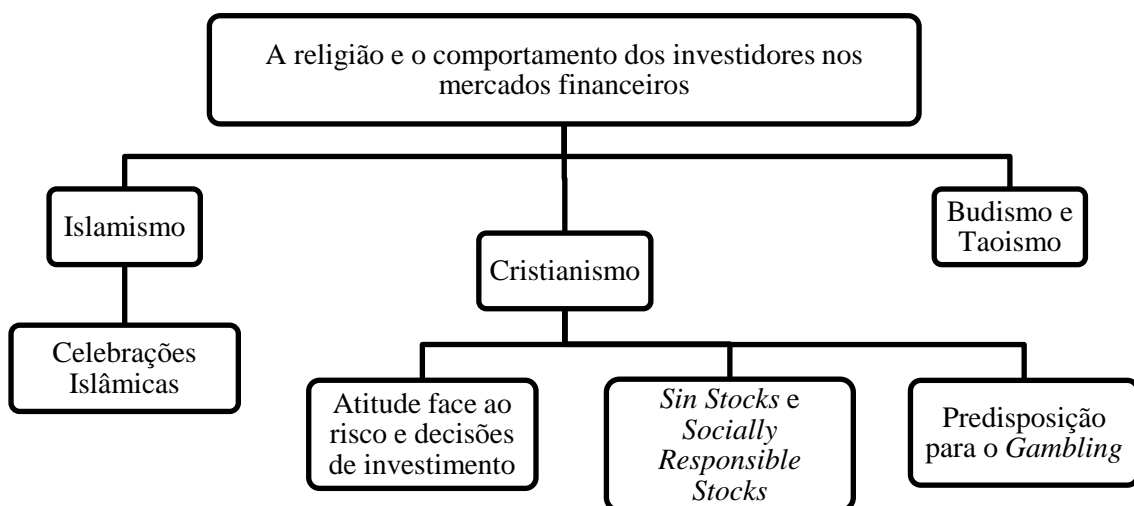 A religião e o comportamento dos investidores nos
mercados financeiros
Islamismo
Cristianismo
Budismo e
Taoismo
Celebrações
Islâmicas
Atitude face ao
risco e decisões
de investimento
Sin Stocks e
Socially
Responsible
Stocks
Predisposição
para o Gambling